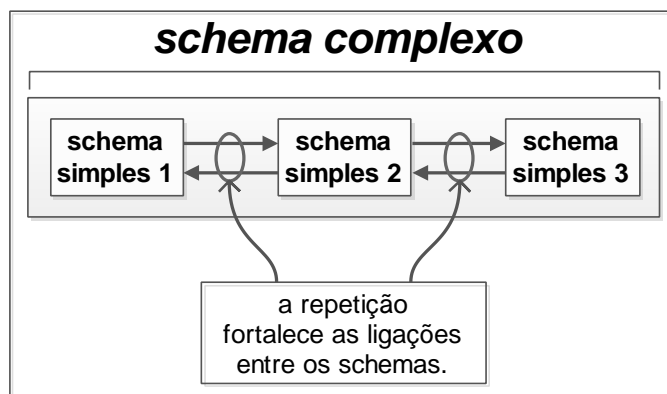 schema complexo
schema
simples 1
schema
simples 2
schema
simples 3
a repetição
fortalece as ligações
entre os schemas.